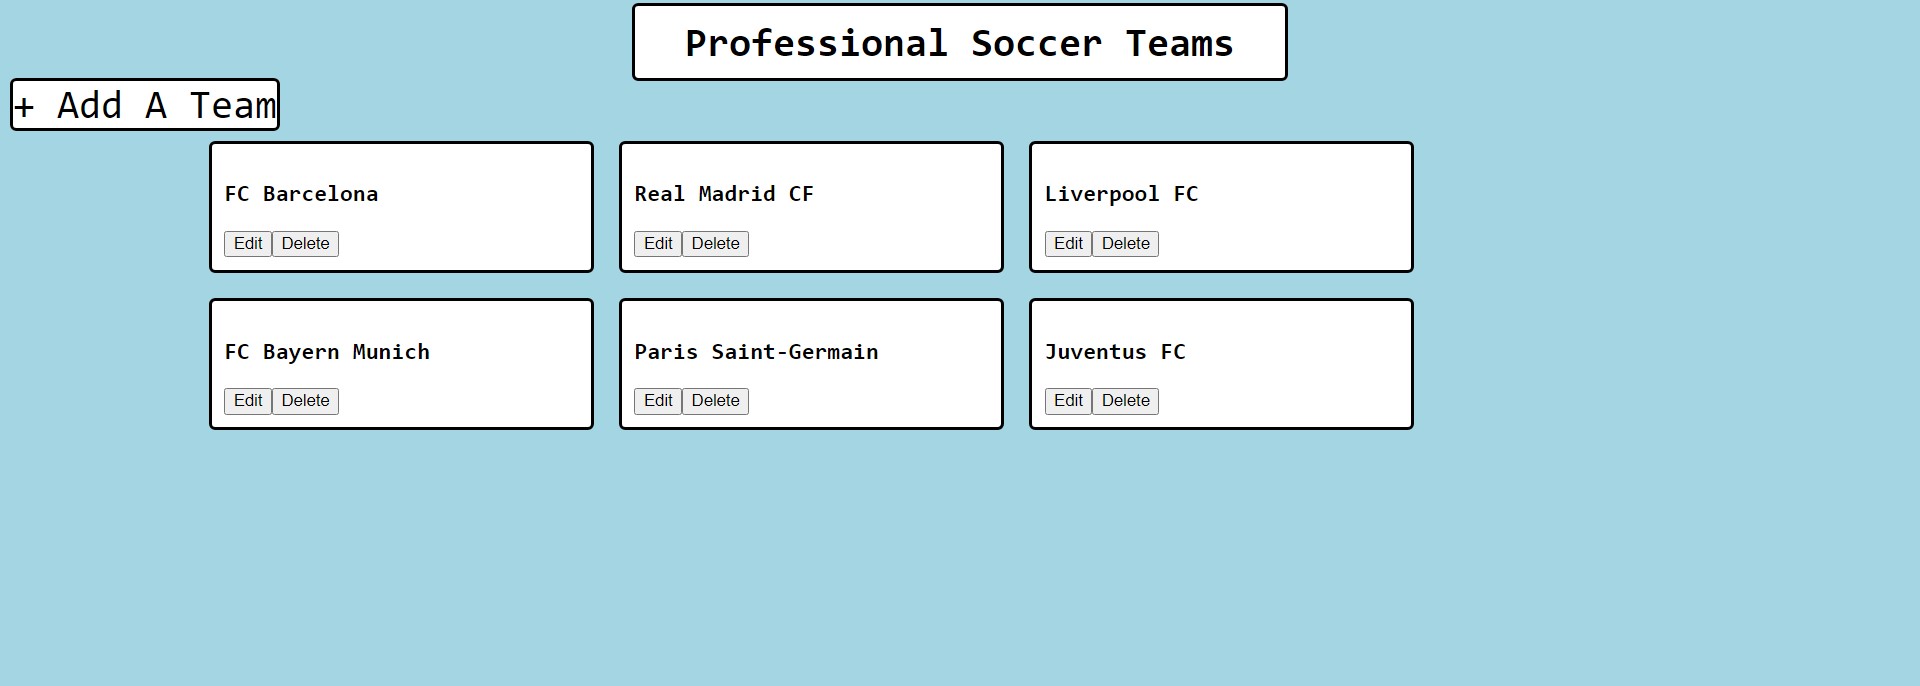 Professional Soccer Teams
+ Add A Team
FC Barcelona
Edit Delete
Real Madrid CF
Edit Delete
Liverpool FC
Edit Delete
FC Bayern Munich
Edit Delete
Paris Saint-Germain
Edit Delete
Juventus FC
Edit Delete